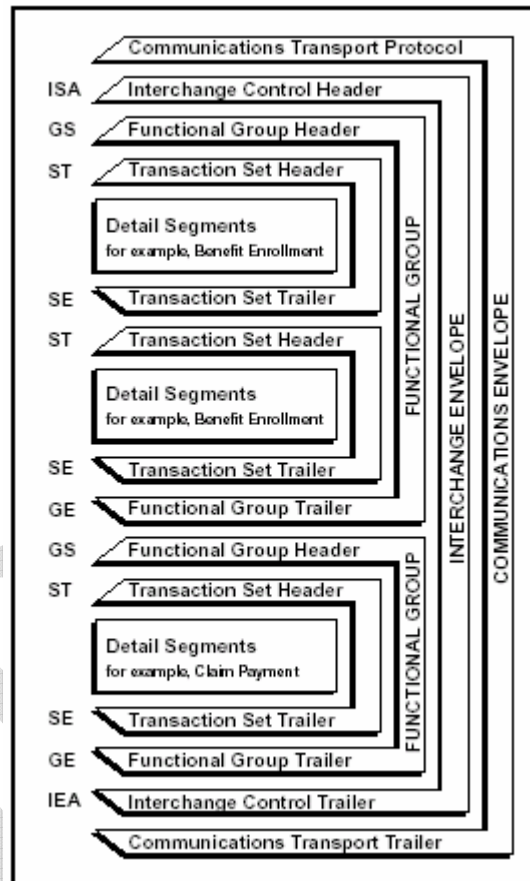 Communications Transport Protocol
ISA Interchange Control Header
GS Functional Group Header
ST Transaction Set Header
Detail Segments
for example, Benefit Enrollment
SE Transaction Set Trailer
ST Transaction Set Header
Detail Segments
for example, Benefit Enrollment
SE Transaction Set Trailer
GE Functional Group Trailer
FUNCTIONAL GROUP
GS Functional Group Header
ST Transaction Set Header
Detail Segments
for example, Claim Payment
SE Transaction Set Trailer
GE Functional Group Trailer
FUNCTIONAL GROUP
IEA Interchange Control Trailer
INTERCHANGE ENVELOPE
Communications Transport Trailer
COMMUNICATIONS ENVELOPE